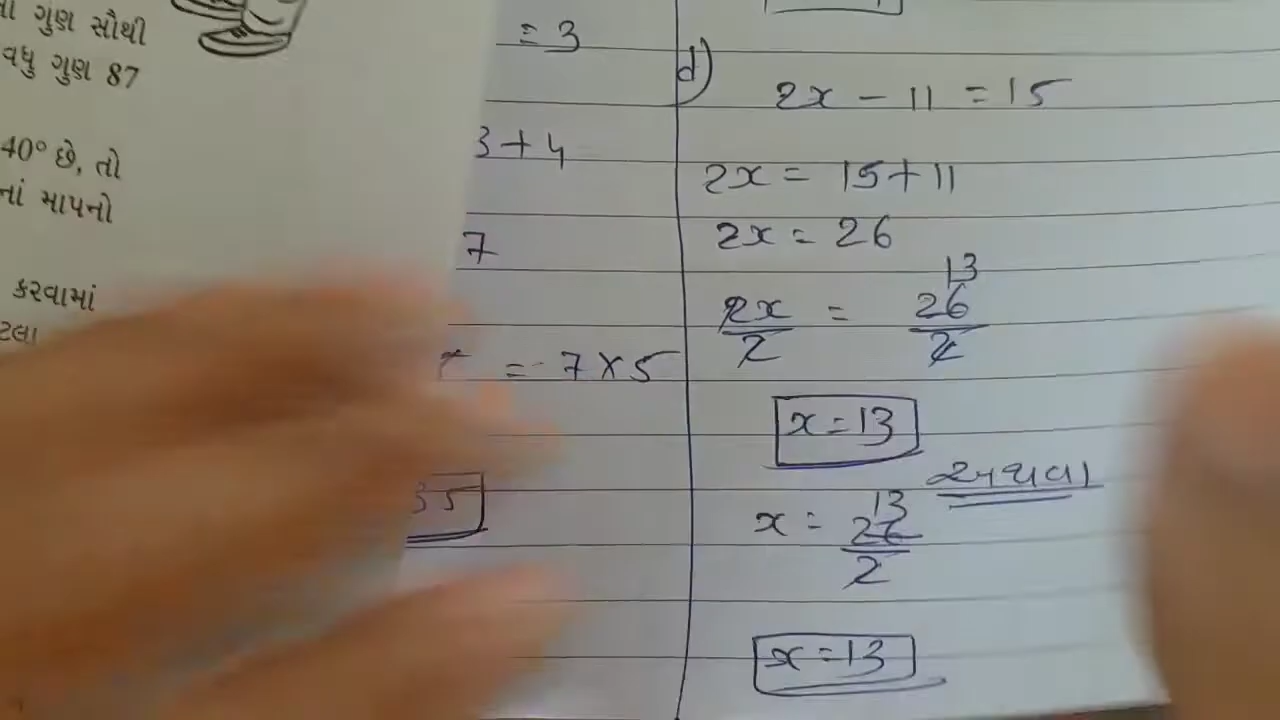 ગુણ સૌથી
વધુ ગુણ 87
40° છે, તો
માપનો
કરવામાં
= 3
3 + 4
7
= 7 × 5
35
d)
2x - 11 = 15
2x = 15 + 11
2x = 26
13
2x/2 = 26/2
x = 13
અથવા
13
x = 26/2
x = 13